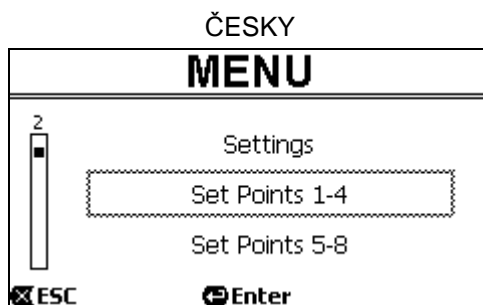 ČESKY
MENU
2
Settings
Set Points 1-4
Set Points 5-8
ESC Enter